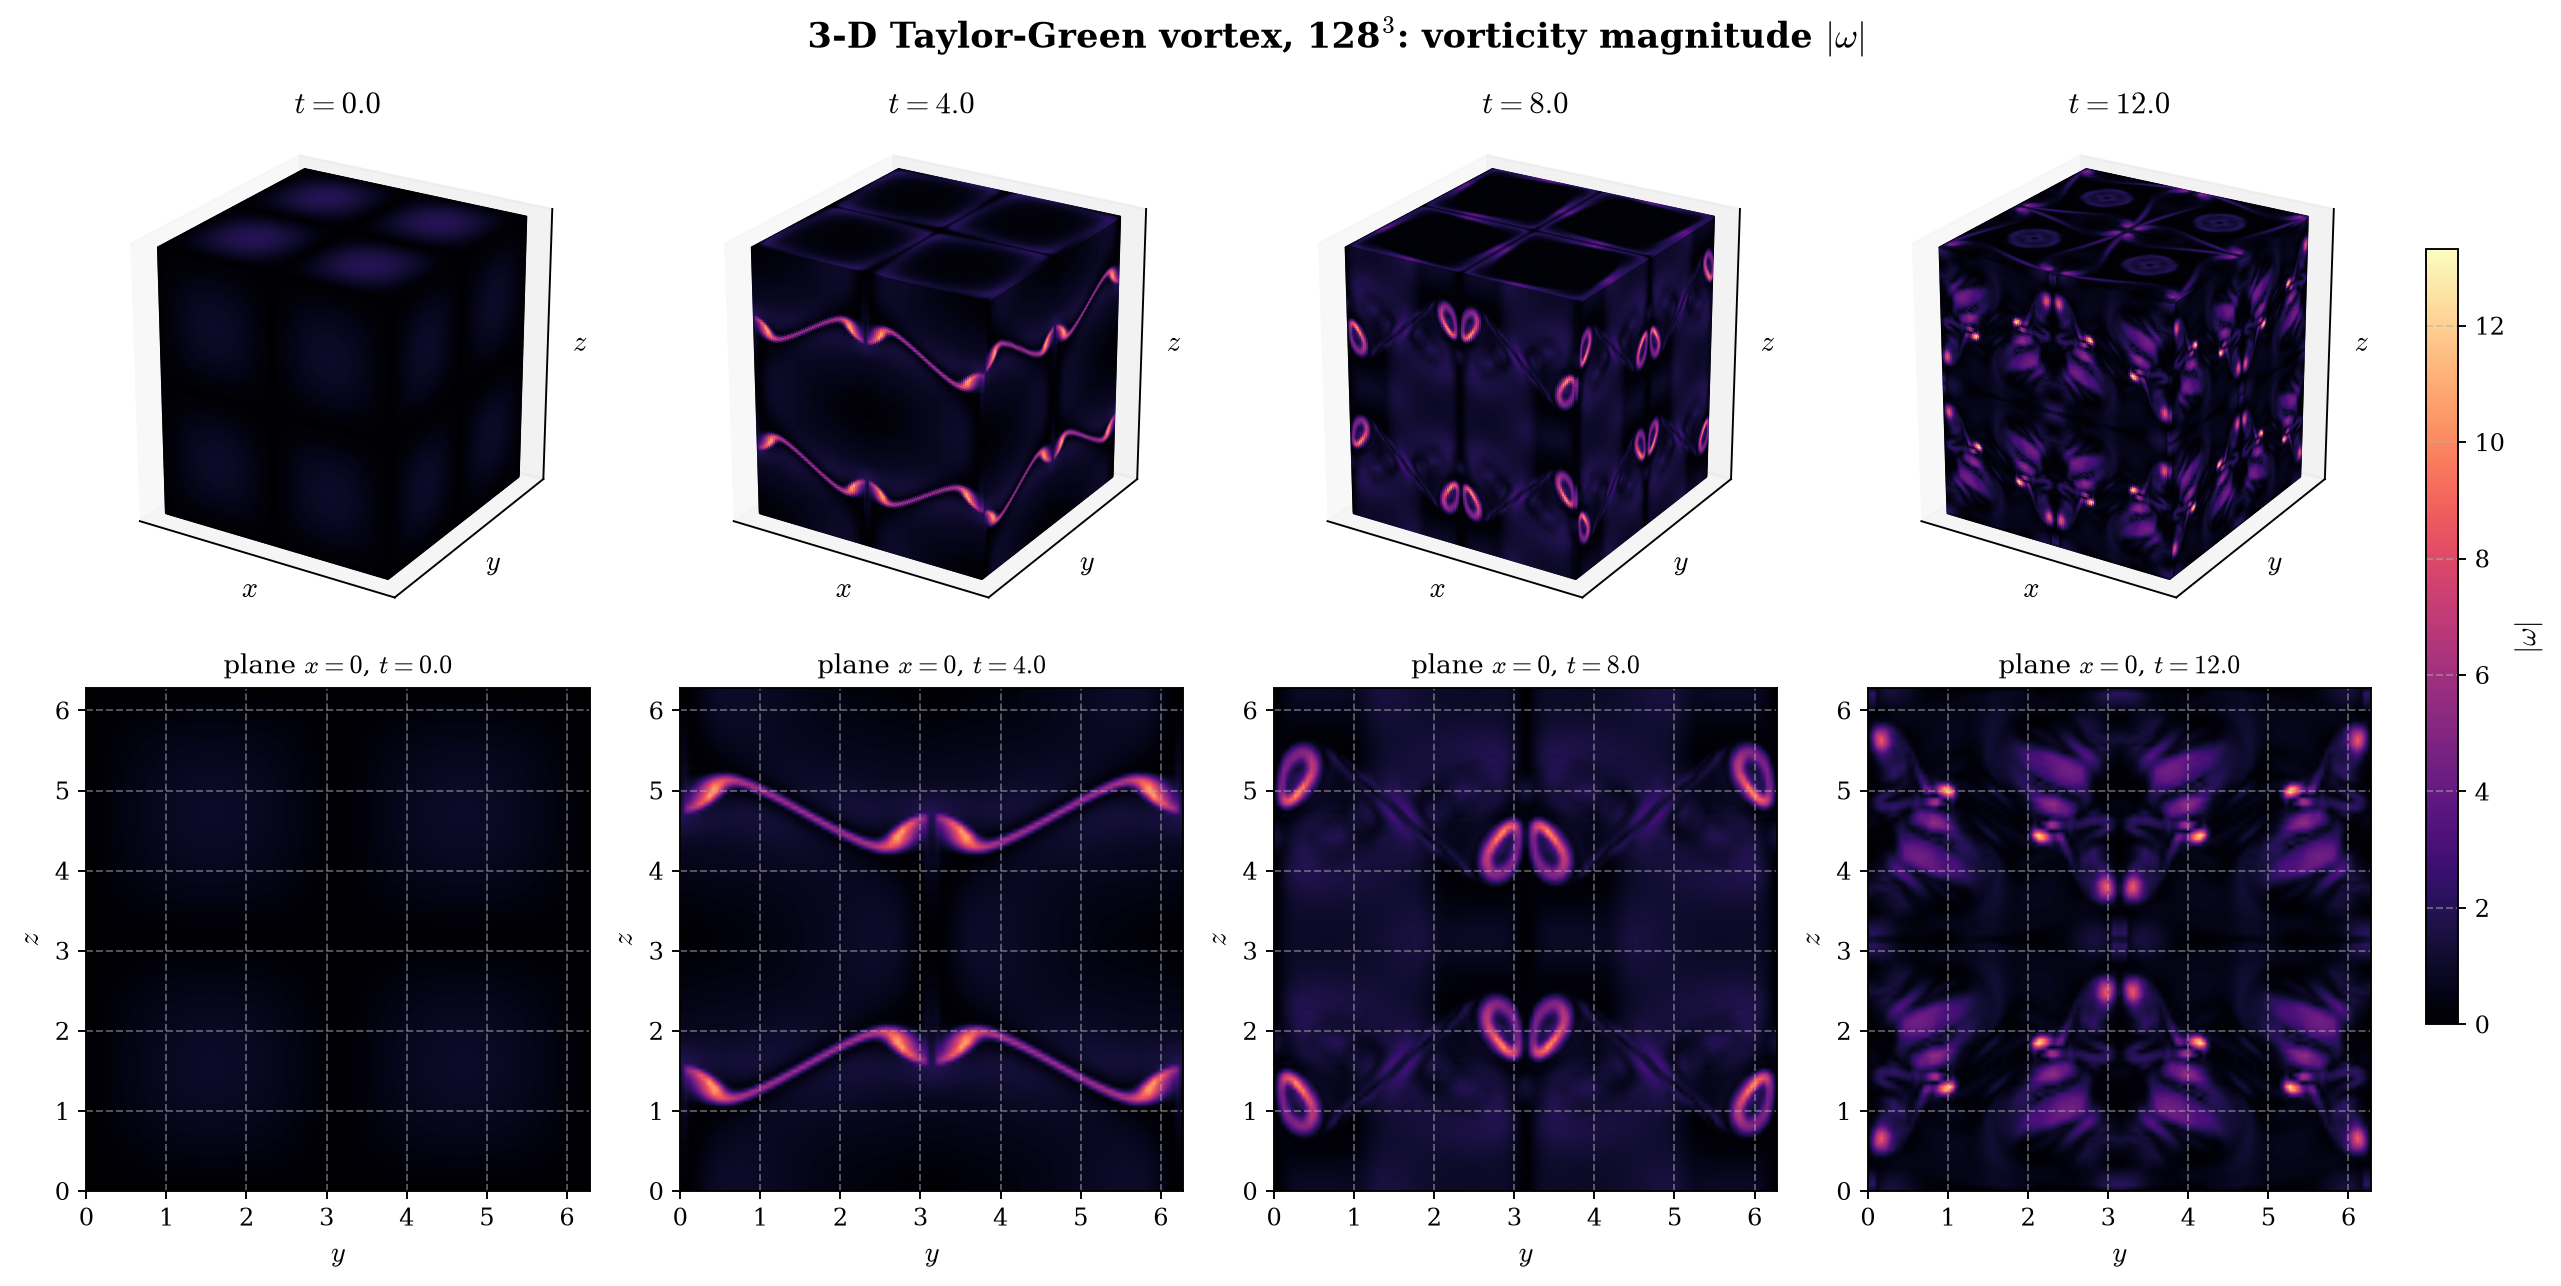 3-D Taylor-Green vortex, 128³: vorticity magnitude |ω|
t = 0.0
t = 4.0
t = 8.0
t = 12.0
z
y
x
z
y
x
z
y
x
z
y
x
plane x = 0, t = 0.0
plane x = 0, t = 4.0
plane x = 0, t = 8.0
plane x = 0, t = 12.0
6
5
4
3
2
1
0
z
0 1 2 3 4 5 6
y
6
5
4
3
2
1
0
z
0 1 2 3 4 5 6
y
6
5
4
3
2
1
0
z
0 1 2 3 4 5 6
y
6
5
4
3
2
1
0
z
0 1 2 3 4 5 6
y
12
10
8
6
4
2
0
|ω|